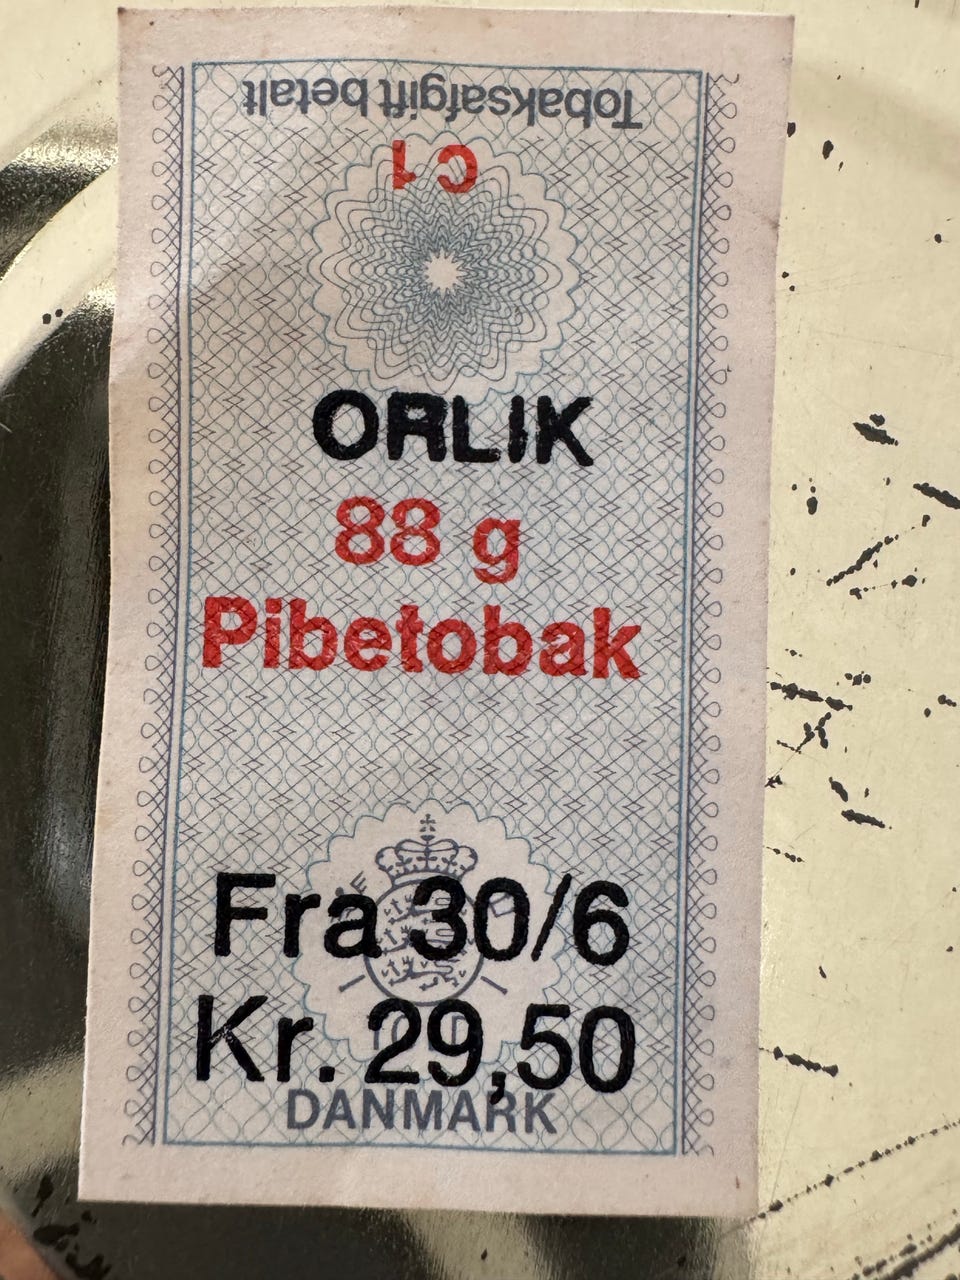 Tobaksafgift betalt
C1
ORLIK
88 g
Pibetobak
Fra 30/6
Kr. 29,50
DANMARK